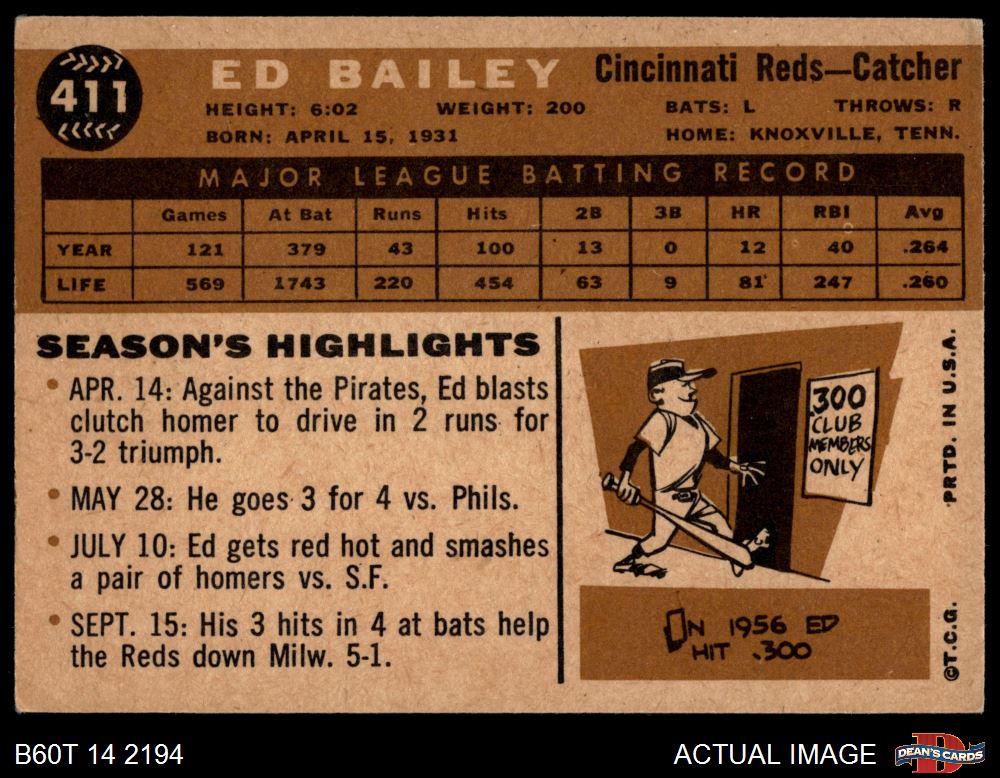 411
ED BAILEY Cincinnati Reds—Catcher
HEIGHT: 6:02 WEIGHT: 200 BATS: L THROWS: R
BORN: APRIL 15, 1931 HOME: KNOXVILLE, TENN.
MAJOR LEAGUE BATTING RECORD
Games At Bat Runs Hits 2B 3B HR RBI Avg
YEAR 121 379 43 100 13 0 12 40 .264
LIFE 569 1743 220 454 63 9 81 247 .260
SEASON'S HIGHLIGHTS
• APR. 14: Against the Pirates, Ed blasts
clutch homer to drive in 2 runs for
3-2 triumph.
• MAY 28: He goes 3 for 4 vs. Phils.
• JULY 10: Ed gets red hot and smashes
a pair of homers vs. S.F.
• SEPT. 15: His 3 hits in 4 at bats help
the Reds down Milw. 5-1.
.300
CLUB
MEMBERS
ONLY
ON 1956 ED
HIT .300
©T.C.G. PRTD. IN U.S.A.
B60T 14 2194
ACTUAL IMAGE
DEAN'S CARDS